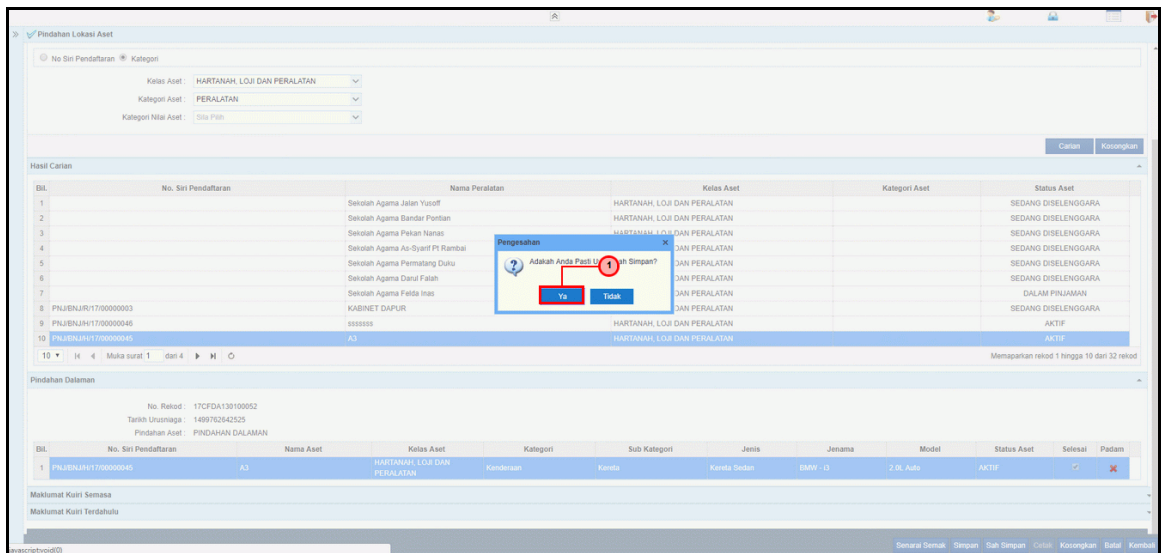 Pindahan Lokasi Aset
No Siri Pendaftaran Kategori
Kelas Aset : HARTANAH, LOJI DAN PERALATAN
Kategori Aset : PERALATAN
Kategori Nilai Aset : Sila Pilih
Carian Kosongkan
Hasil Carian
Bil. No. Siri Pendaftaran Nama Peralatan Kelas Aset Kategori Aset Status Aset
1 Sekolah Agama Jalan Yusoff HARTANAH, LOJI DAN PERALATAN SEDANG DISELENGGARA
2 Sekolah Agama Bandar Pontian HARTANAH, LOJI DAN PERALATAN SEDANG DISELENGGARA
3 Sekolah Agama Pekan Nanas HARTANAH, LOJI DAN PERALATAN SEDANG DISELENGGARA
4 Sekolah Agama As-Syarif Pt Rambai DAN PERALATAN SEDANG DISELENGGARA
5 Sekolah Agama Permatang Duku DAN PERALATAN SEDANG DISELENGGARA
6 Sekolah Agama Darul Falah DAN PERALATAN SEDANG DISELENGGARA
7 Sekolah Agama Felda Inas DAN PERALATAN DALAM PINJAMAN
8 PNJ/BNJ/R/17/00000003 KABINET DAPUR DAN PERALATAN SEDANG DISELENGGARA
9 PNJ/BNJ/H/17/00000046 sssssss HARTANAH, LOJI DAN PERALATAN AKTIF
10 PNJ/BNJ/H/17/00000045 A3 HARTANAH, LOJI DAN PERALATAN AKTIF
Pengesahan
Adakah Anda Pasti Simpan?
1
Ya Tidak
10 Muka surat 1 dari 4 Memaparkan rekod 1 hingga 10 dari 32 rekod
Pindahan Dalaman
No. Rekod : 17CFDA130100052
Tarikh Urusniaga : 1499762642525
Pindahan Aset : PINDAHAN DALAMAN
Bil. No. Siri Pendaftaran Nama Aset Kelas Aset Kategori Sub Kategori Jenis Jenama Model Status Aset Selesai Padam
1 PNJ/BNJ/H/17/00000045 A3 HARTANAH, LOJI DAN PERALATAN Kenderaan Kereta Kereta Sedan BMW - I3 2.0L Auto AKTIF
Maklumat Kuiri Semasa
Maklumat Kuiri Terdahulu
javascript:void(0)
Senarai Semak Simpan Sah Simpan Cetak Kosongkan Batal Kembali